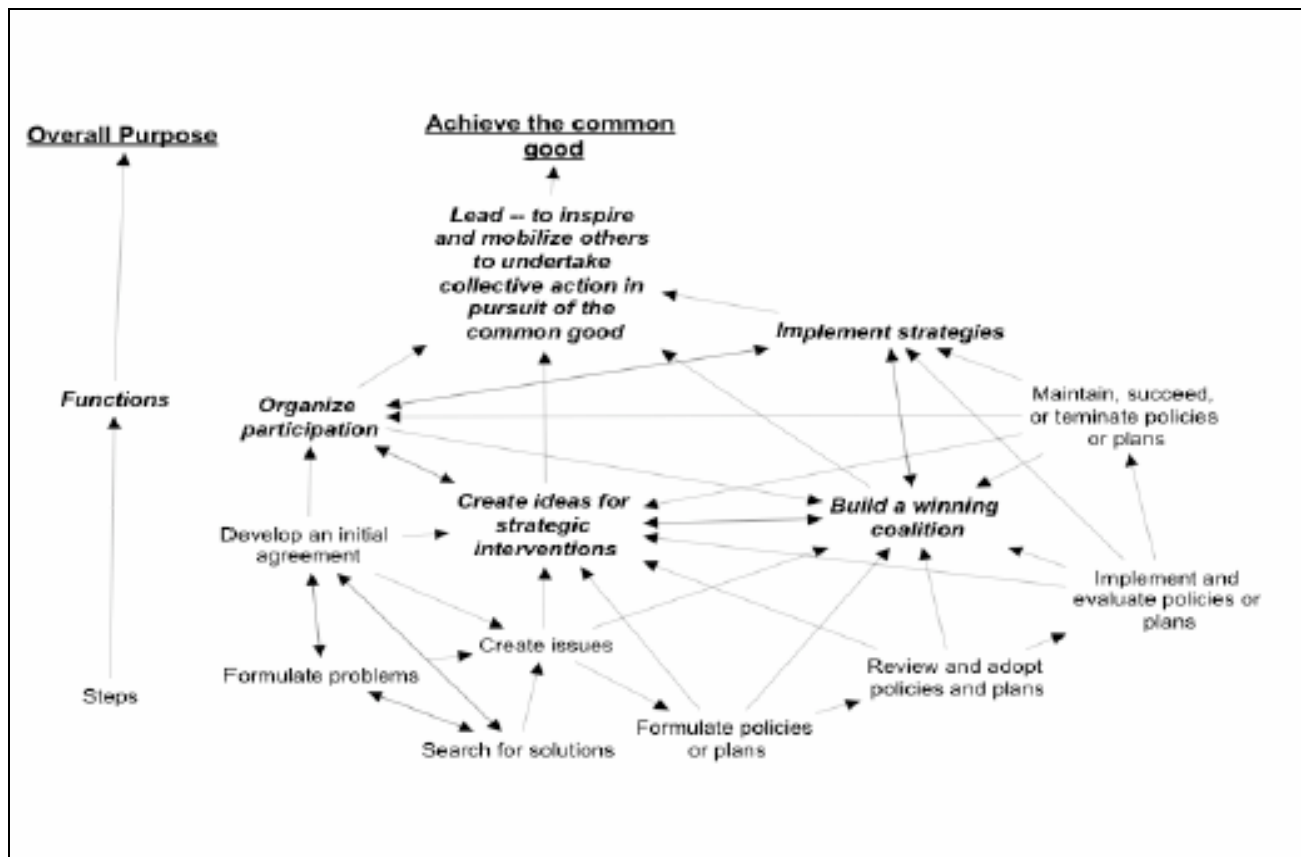 Overall Purpose
Achieve the common
good
Lead -- to inspire
and mobilize others
to undertake
collective action in
pursuit of the
common good
Implement strategies
Functions
Organize
participation
Maintain, succeed,
or teminate policies
or plans
Create ideas for
strategic
interventions
Build a winning
coalition
Develop an initial
agreement
Implement and
evaluate policies or
plans
Create issues
Formulate problems
Review and adopt
policies and plans
Steps
Search for solutions
Formulate policies
or plans